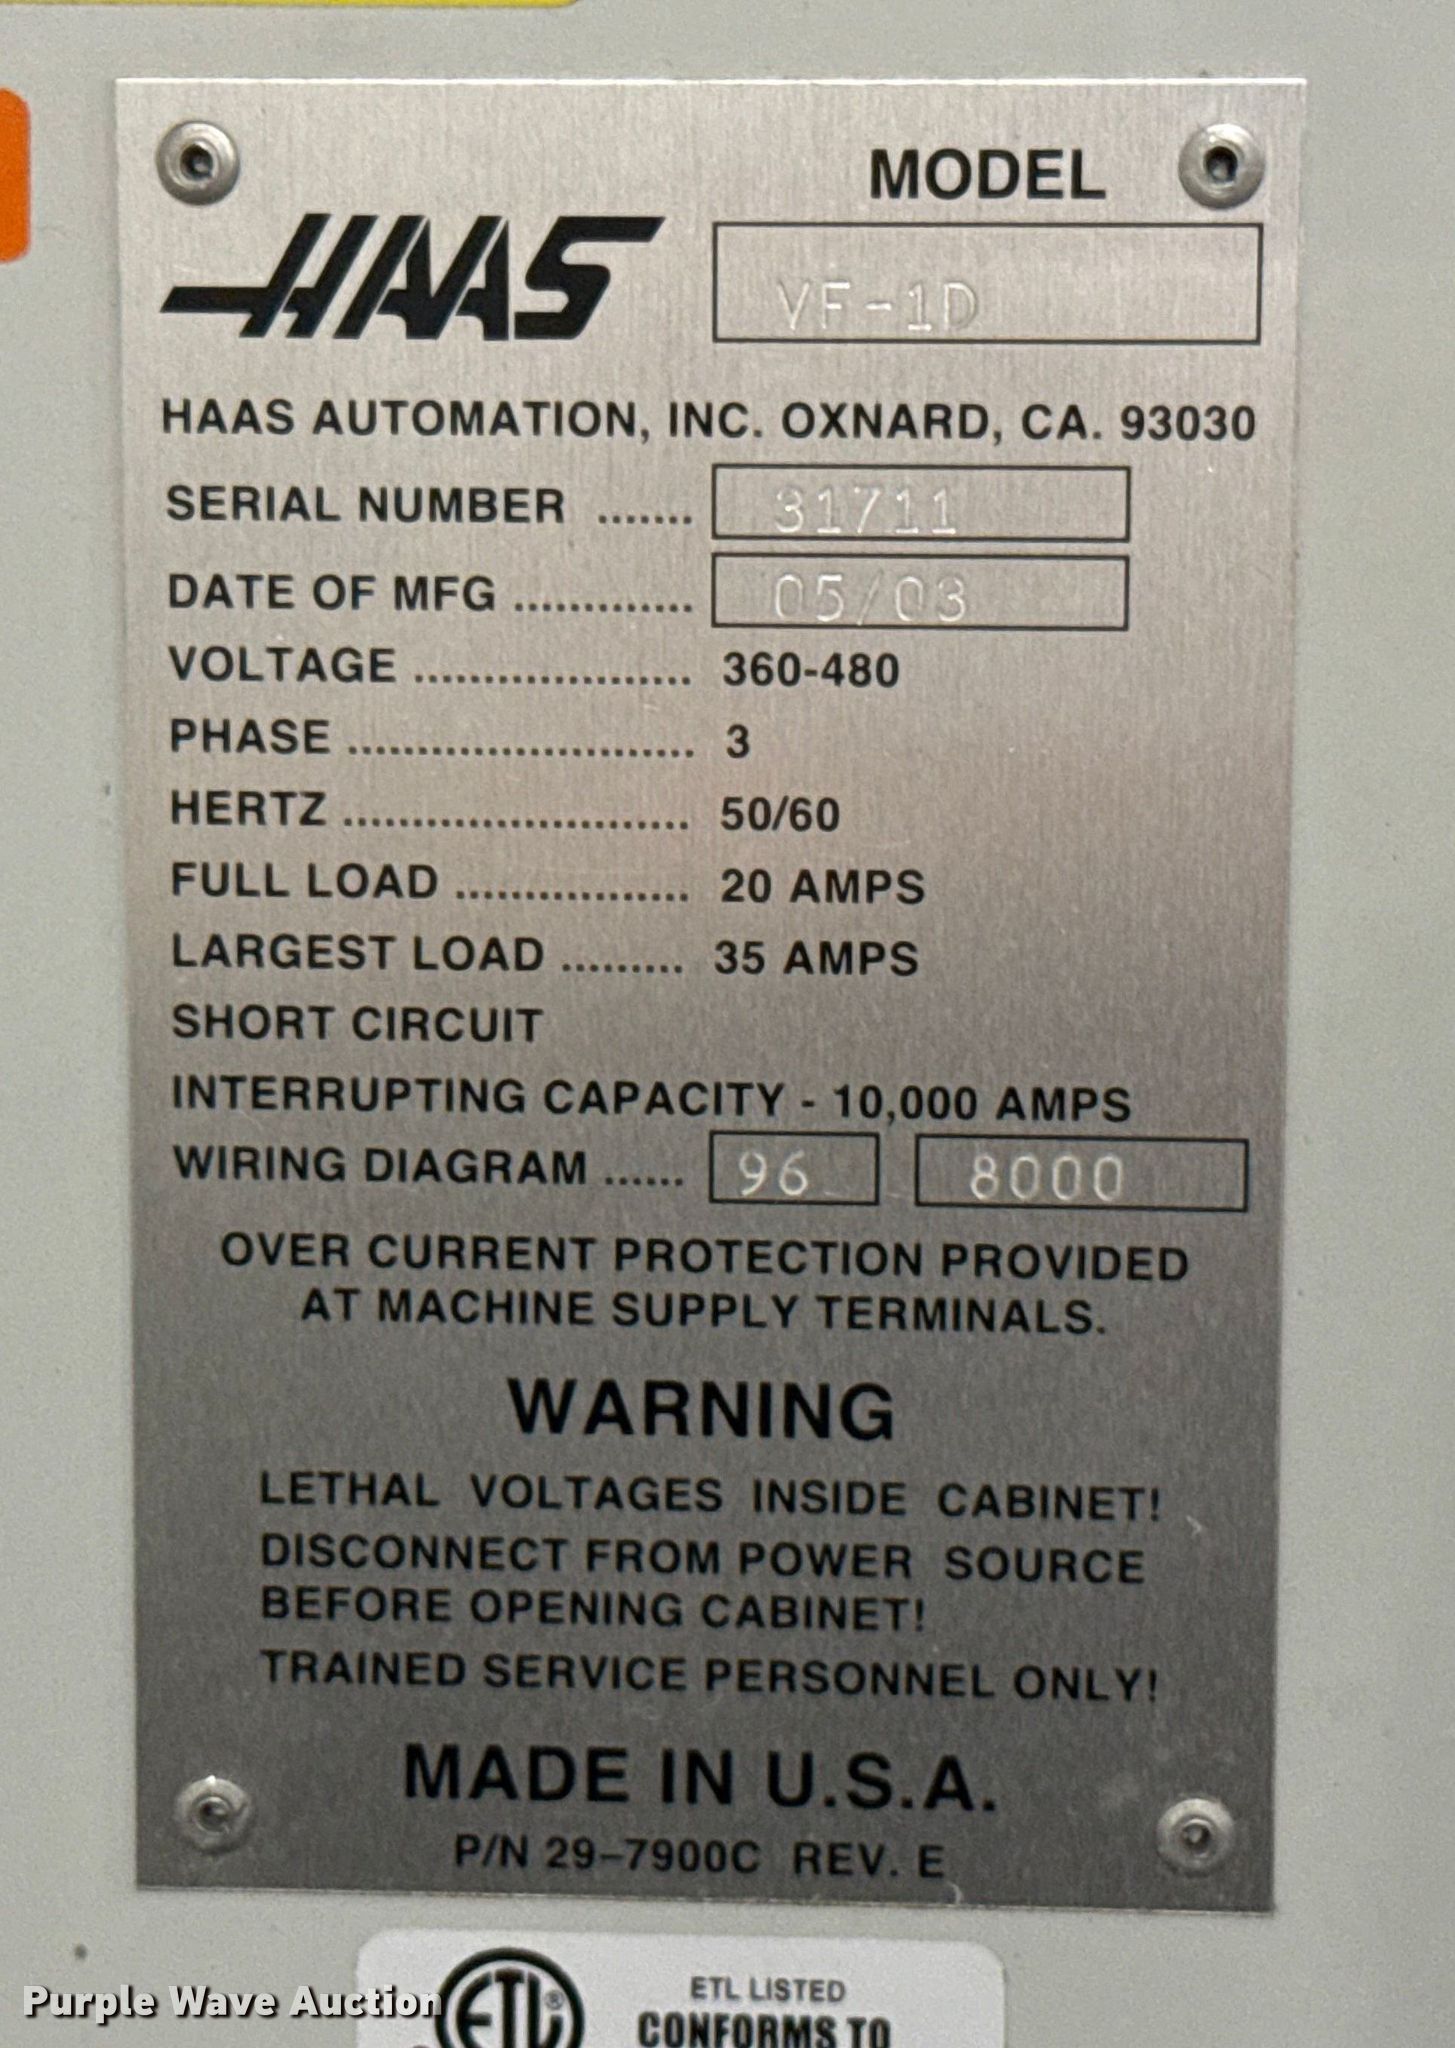 MODEL
HAAS
VF-1D
HAAS AUTOMATION, INC. OXNARD, CA. 93030
SERIAL NUMBER ....... 31711
DATE OF MFG ............. 05/03
VOLTAGE .................... 360-480
PHASE ......................... 3
HERTZ ......................... 50/60
FULL LOAD ................. 20 AMPS
LARGEST LOAD ......... 35 AMPS
SHORT CIRCUIT
INTERRUPTING CAPACITY - 10,000 AMPS
WIRING DIAGRAM ...... 96 8000
OVER CURRENT PROTECTION PROVIDED
AT MACHINE SUPPLY TERMINALS.
WARNING
LETHAL VOLTAGES INSIDE CABINET!
DISCONNECT FROM POWER SOURCE
BEFORE OPENING CABINET!
TRAINED SERVICE PERSONNEL ONLY!
MADE IN U.S.A.
P/N 29-7900C REV. E
ETL LISTED
Purple Wave Auction
ETL®
CONFORMS TO